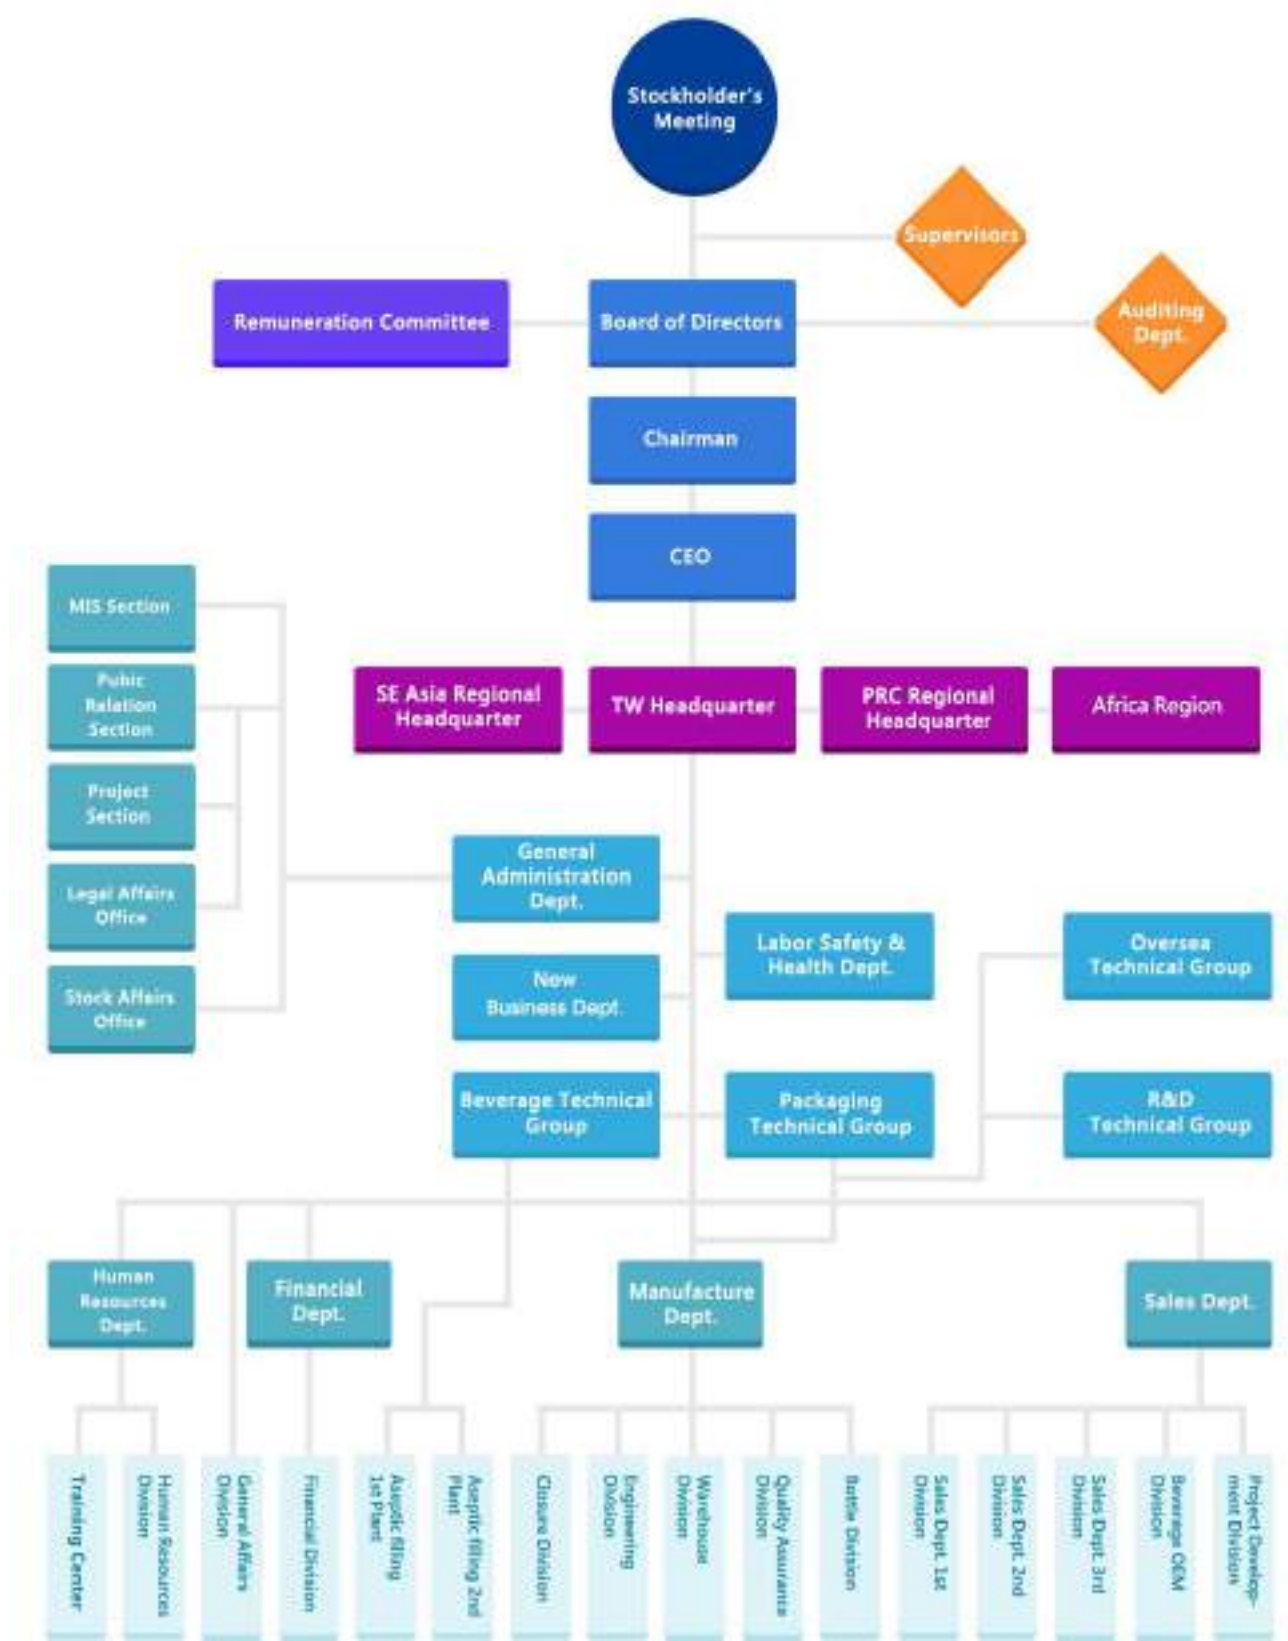 Stockholder's
Meeting
Supervisors
Remuneration Committee
Board of Directors
Auditing
Dept.
Chairman
CEO
MIS Section
Pubic
Relation
Section
SE Asia Regional
Headquarter
TW Headquarter
PRC Regional
Headquarter
Africa Region
Project
Section
General
Administration
Dept.
Legal Affairs
Office
Labor Safety &
Health Dept.
Oversea
Technical Group
New
Business Dept.
Stock Affairs
Office
Beverage Technical
Group
Packaging
Technical Group
R&D
Technical Group
Human
Resources
Dept.
Financial
Dept.
Manufacture
Dept.
Sales Dept.
Training Center
Human Resources
Division
General Affairs
Division
Financial Division
Aseptic filling
1st Plant
Aseptic filling 2nd
Plant
Closure Division
Engineering
Division
Warehouse
Division
Quality Assurance
Division
Bottle Division
Sales Dept. 1st
Division
Sales Dept. 2nd
Division
Sales Dept. 3rd
Division
Beverage OEM
Division
Project Develop-
ment Division